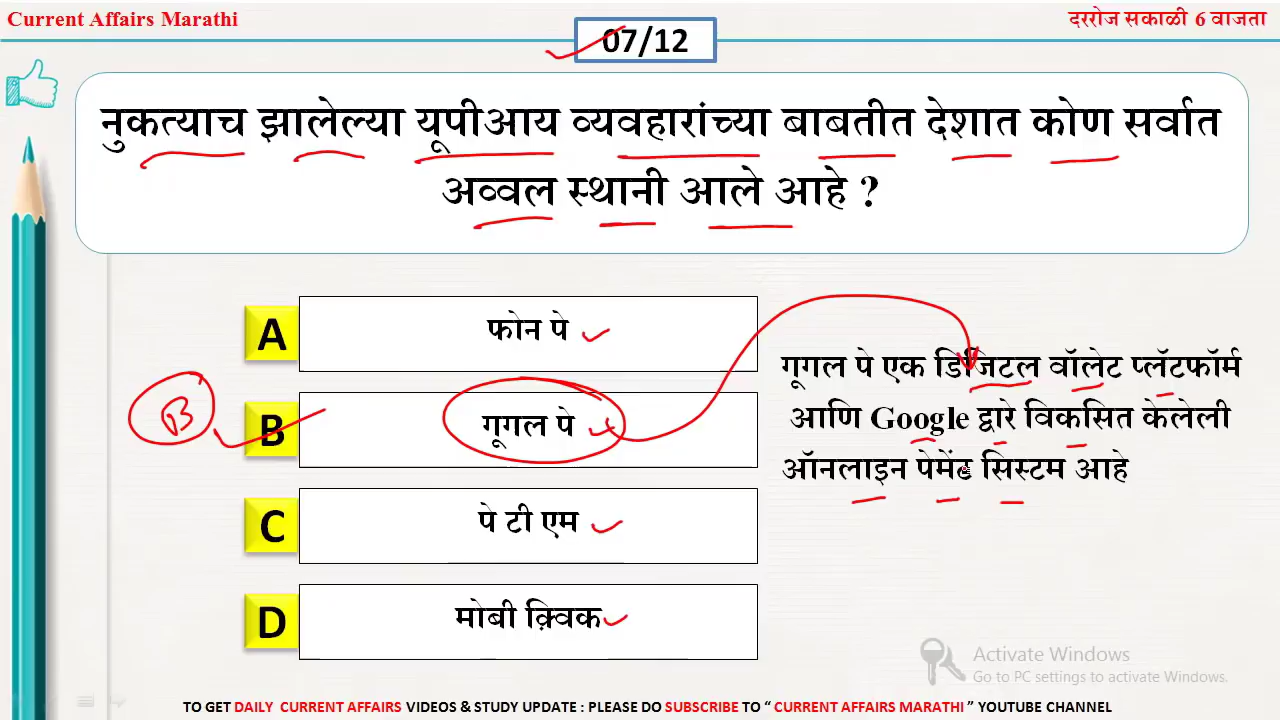 Current Affairs Marathi
दररोज सकाळी 6 वाजता
07/12
नुकत्याच झालेल्या यूपीआय व्यवहारांच्या बाबतीत देशात कोण सर्वात
अव्वल स्थानी आले आहे ?
A फोन पे
B B गूगल पे
C पे टी एम
D मोबी क़्विक
गूगल पे एक डिजिटल वॉलेट प्लॅटफॉर्म
आणि Google द्वारे विकसित केलेली
ऑनलाइन पेमेंट सिस्टम आहे
Activate Windows
Go to PC settings to activate Windows.
TO GET DAILY CURRENT AFFAIRS VIDEOS & STUDY UPDATE : PLEASE DO SUBSCRIBE TO “ CURRENT AFFAIRS MARATHI ” YOUTUBE CHANNEL